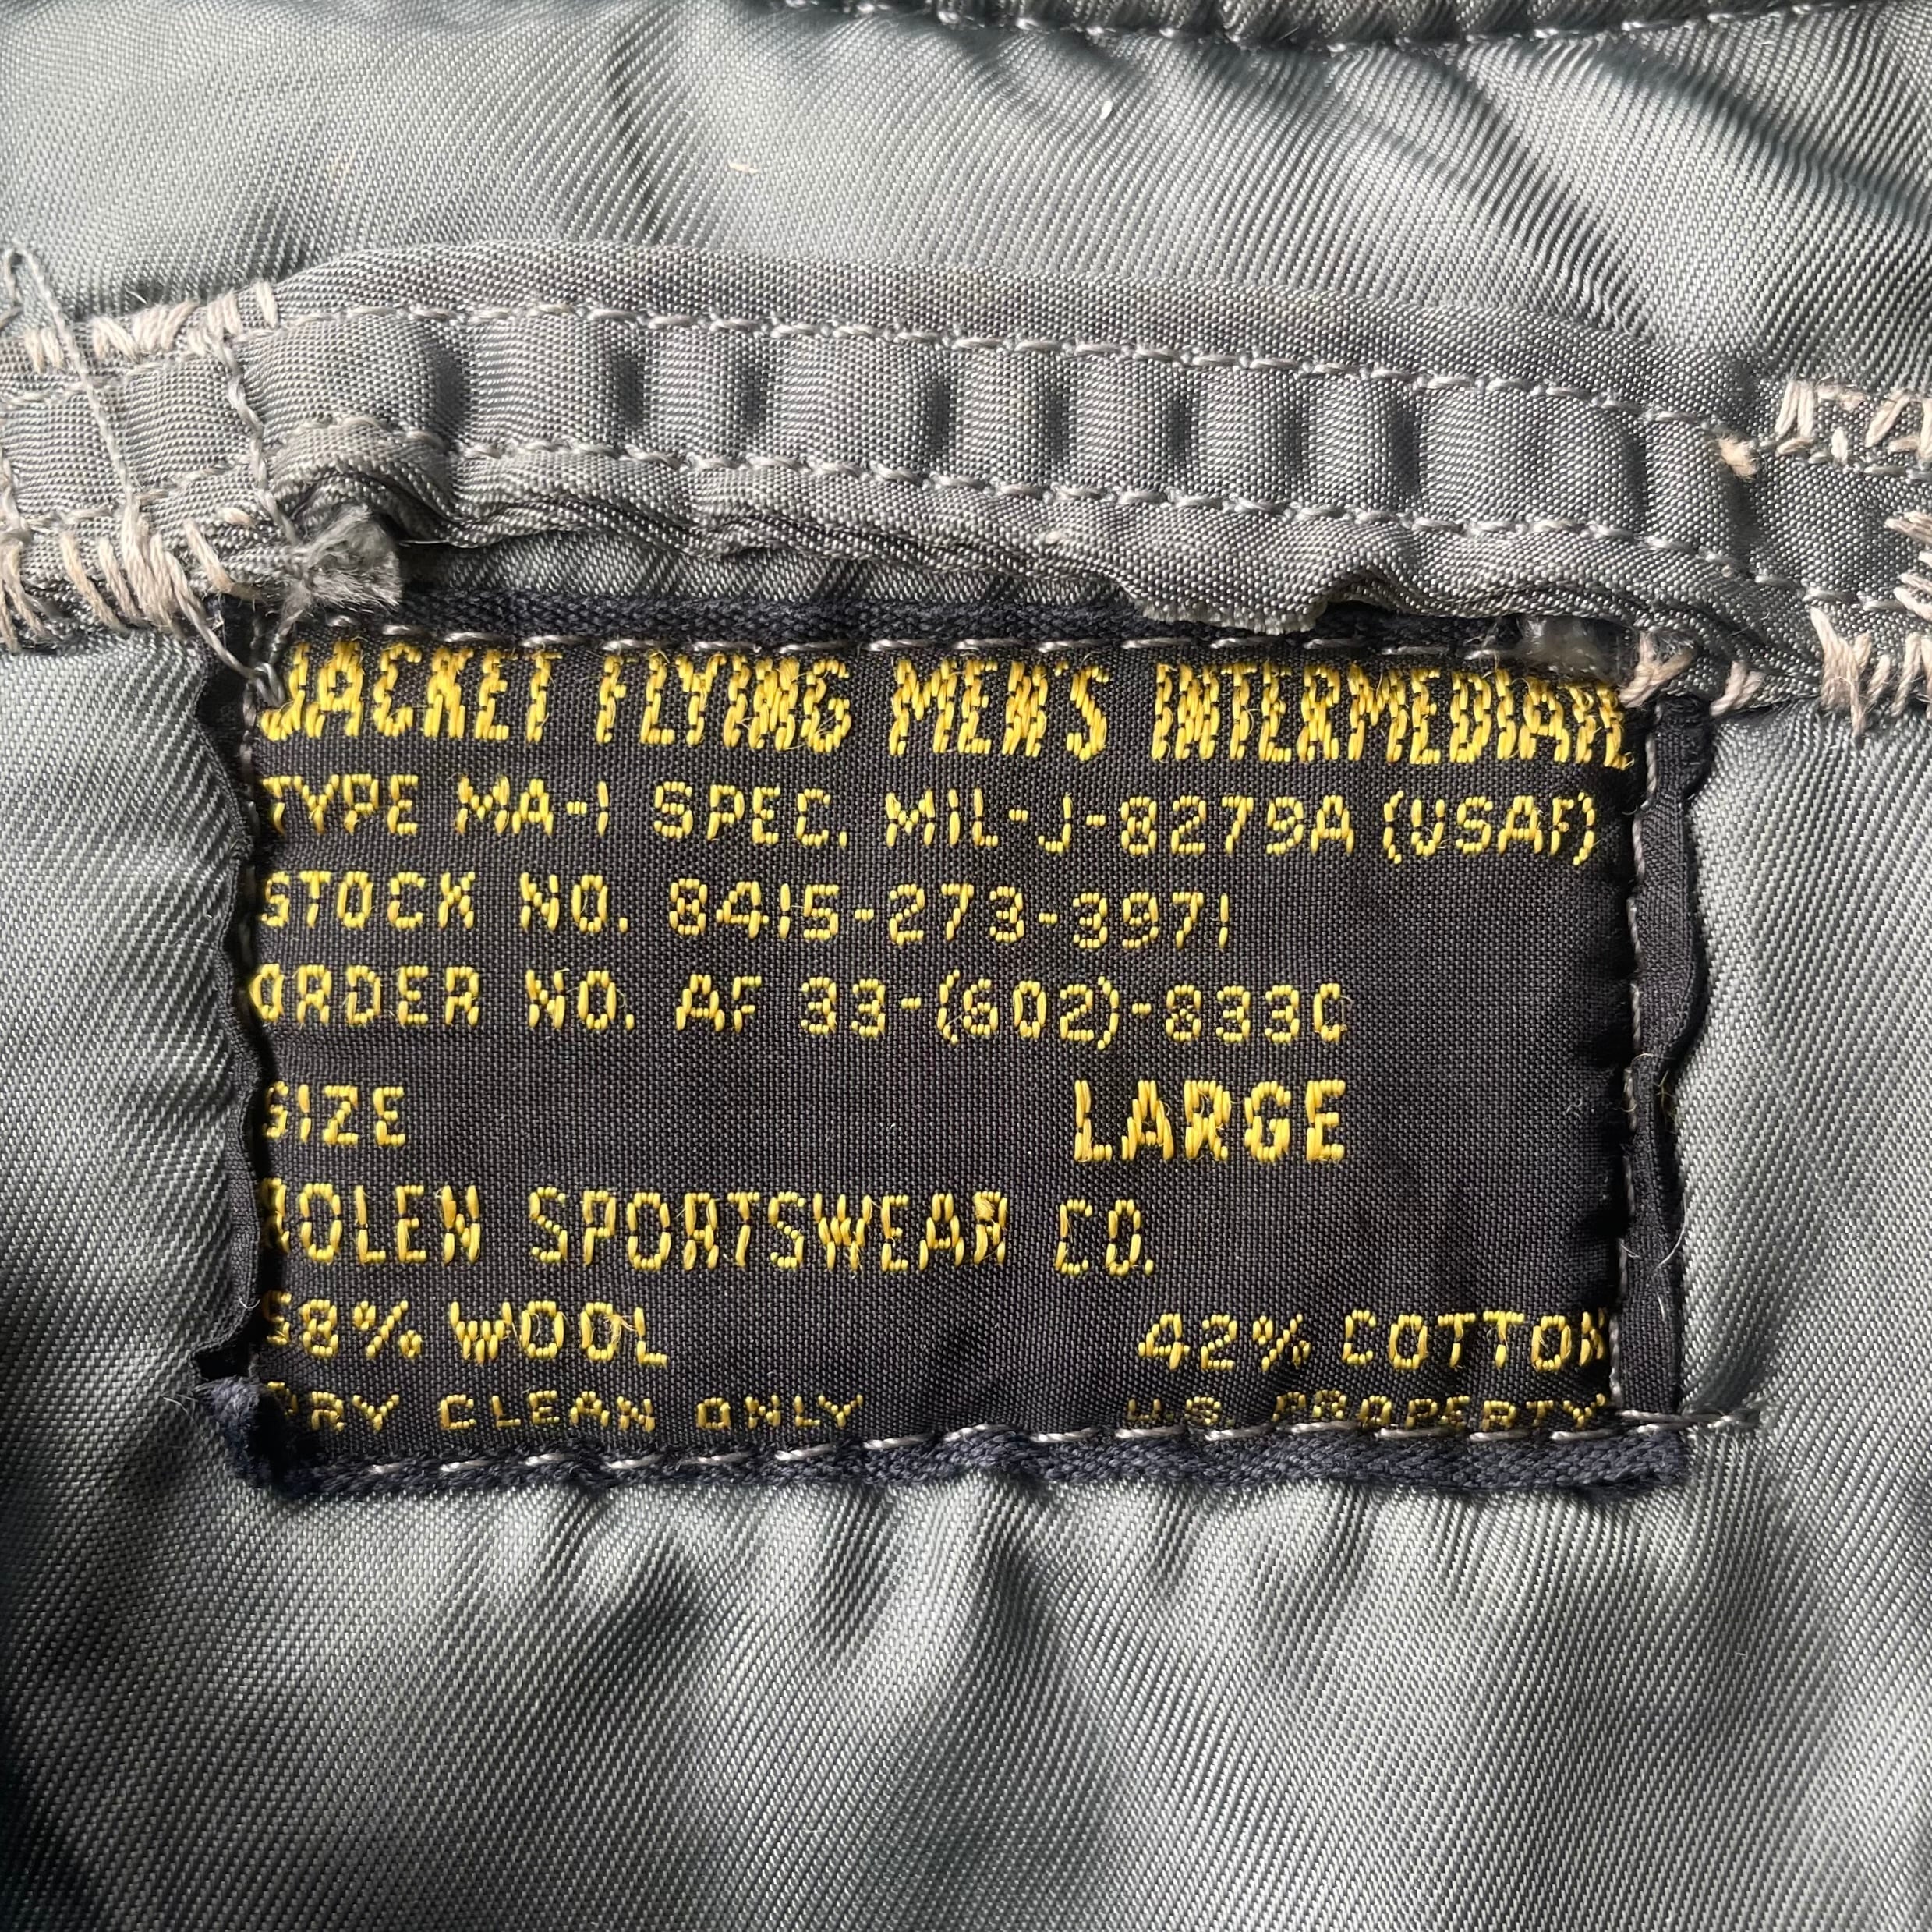 JACKET FLYING MEN'S INTERMEDIATE
TYPE MA-1 SPEC. MIL-J-8279A (USAF)
STOCK NO. 8415-273-3971
ORDER NO. AF 33-(602)-833C
SIZE LARGE
ROLEN SPORTSWEAR CO.
58% WOOL 42% COTTON
DRY CLEAN ONLY U.S. PROPERTY